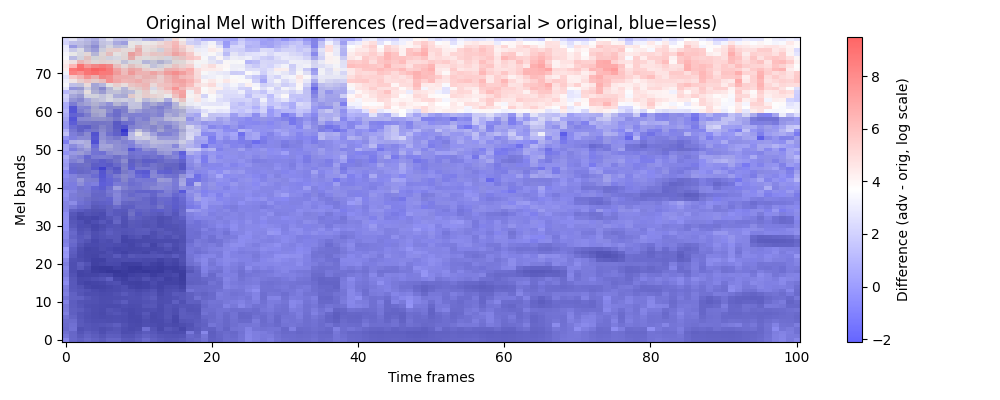 Original Mel with Differences (red=adversarial > original, blue=less)
Mel bands
70
60
50
40
30
20
10
0
0 20 40 60 80 100
Time frames
8
6
4
2
0
−2
Difference (adv - orig, log scale)